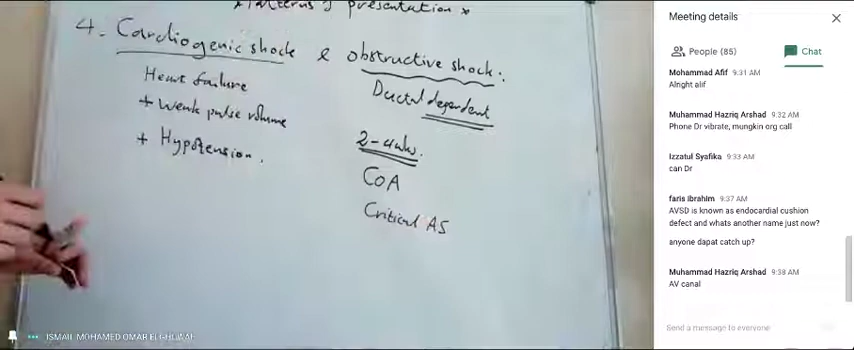 * Patterns of presentation *
4. Cardiogenic shock & obstructive shock:
Heart failure
+ Weak pulse volume
+ Hypotension.
Ductal dependent
2-4wks.
CoA
Critical AS
ISMAIL MOHAMED OMAR
Meeting details
People (85)
Chat
Mohammad Afif 9:31 AM
Alright alif
Muhammad Hazriq Arshad 9:32 AM
Phone Dr vibrate, mungkin org call
Izzatul Syafika 9:33 AM
can Dr
faris ibrahim 9:37 AM
AVSD is known as endocardial cushion
defect and whats another name just now?
anyone dapat catch up?
Muhammad Hazriq Arshad 9:38 AM
AV canal
Send a message to everyone